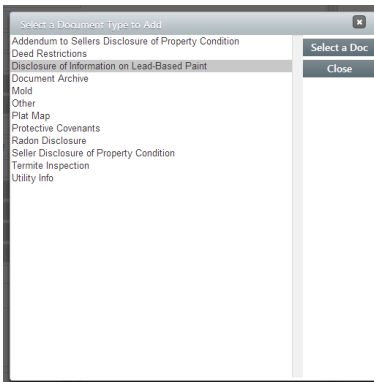 Select a Document Type to Add
Addendum to Sellers Disclosure of Property Condition
Deed Restrictions
Disclosure of Information on Lead-Based Paint
Document Archive
Mold
Other
Plat Map
Protective Covenants
Radon Disclosure
Seller Disclosure of Property Condition
Termite Inspection
Utility Info
Select a Doc
Close